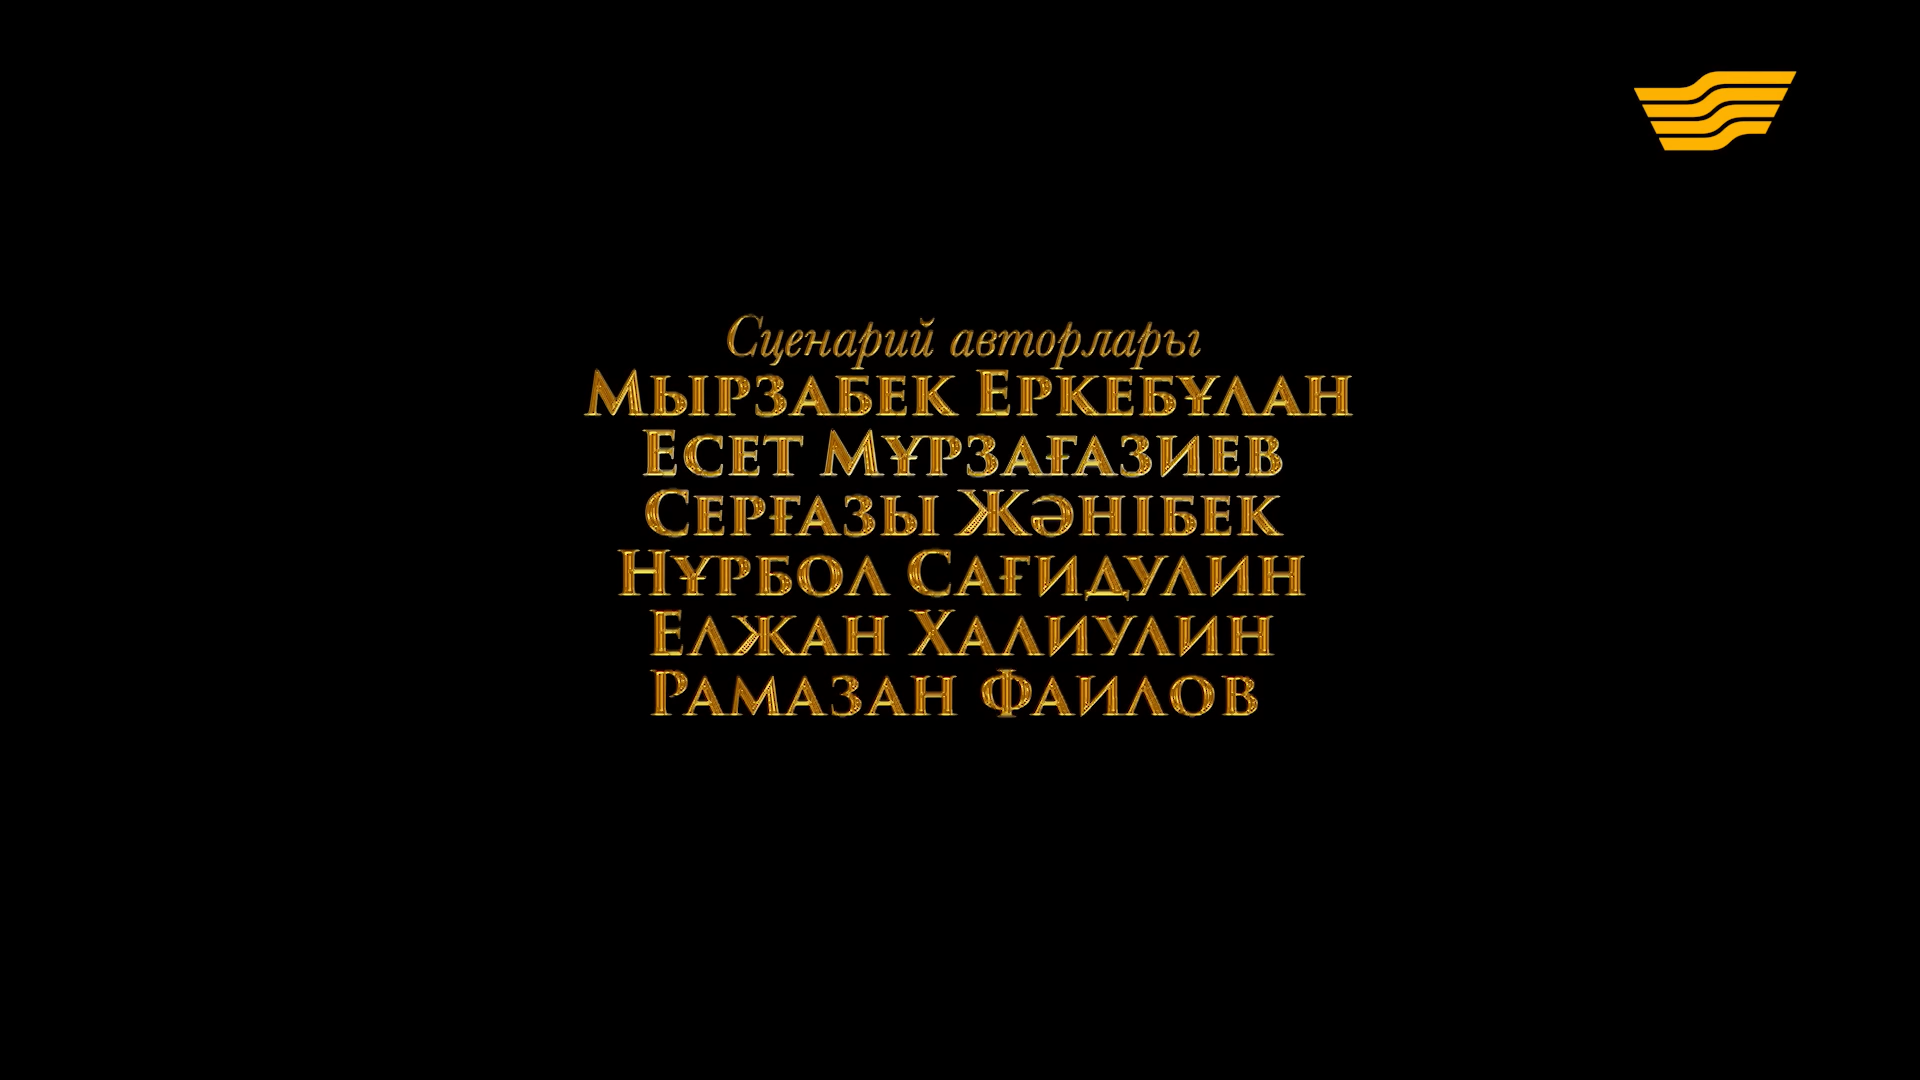 Сценарий авторлары
Мырзабек Еркебұлан
Есет Мұрзағазиев
Серғазы Жәнібек
Нұрбол Сағидулин
Елжан Халиулин
Рамазан Фаилов